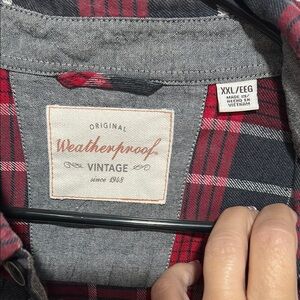 ORIGINAL
Weatherproof
VINTAGE
since 1948
XXL/EEG
MADE IN/
HECHO EN
VIETNAM